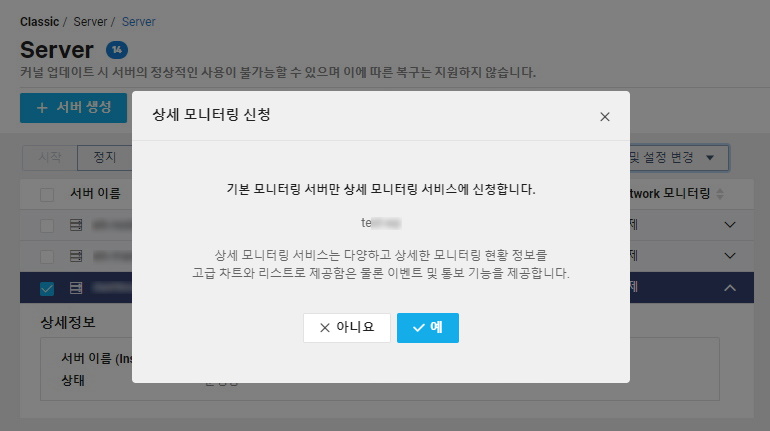 Classic / Server / Server
Server 14
커널 업데이트 시 서버의 정상적인 사용이 불가능할 수 있으며 이에 따른 복구는 지원하지 않습니다.
+ 서버 생성
상세 모니터링 신청
시작 정지
및 설정 변경
서버 이름
모니터링
기본 모니터링 서버만 상세 모니터링 서비스에 신청합니다.
상세 모니터링 서비스는 다양하고 상세한 모니터링 현황 정보를
고급 차트와 리스트로 제공함은 물론 이벤트 및 통보 기능을 제공합니다.
아니요 예
상세정보
서버 이름
상태